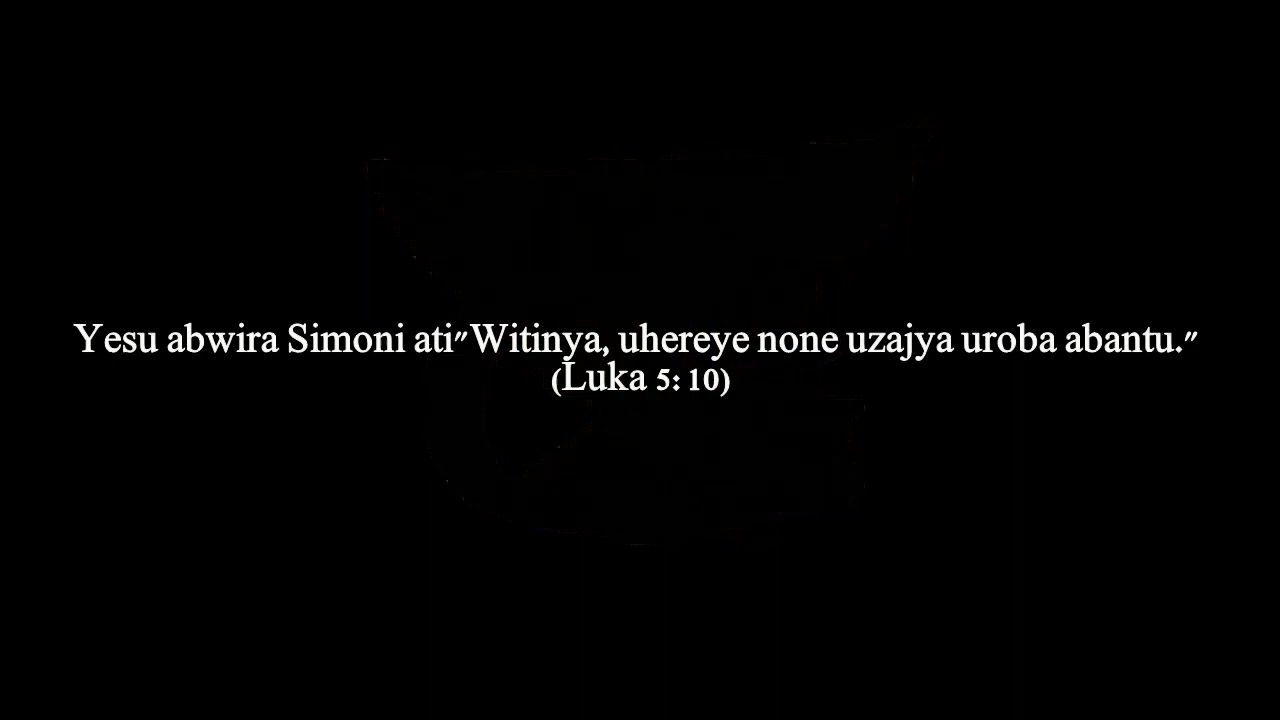 Yesu abwira Simoni ati"Witinya, uhereye none uzajya uroba abantu."
(Luka 5: 10)